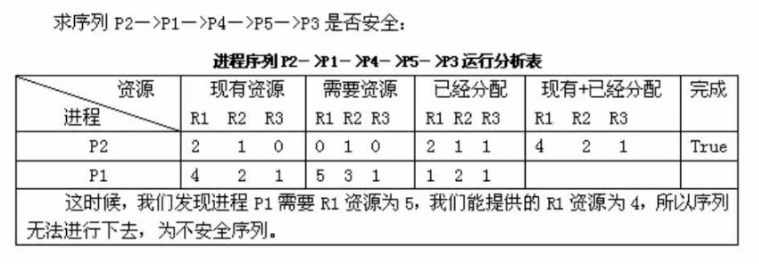 求序列 P2—>P1—>P4—>P5—>P3 是否安全：
进程序列 P2—>P1—>P4—>P5—>P3 运行分析表
资源 现有资源 需要资源 已经分配 现有+已经分配 完成
进程 R1 R2 R3 R1 R2 R3 R1 R2 R3 R1 R2 R3
P2 2 1 0 0 1 0 2 1 1 4 2 1 True
P1 4 2 1 5 3 1 1 2 1
这时候，我们发现进程 P1 需要 R1 资源为 5，我们能提供的 R1 资源为 4，所以序列
无法进行下去，为不安全序列。